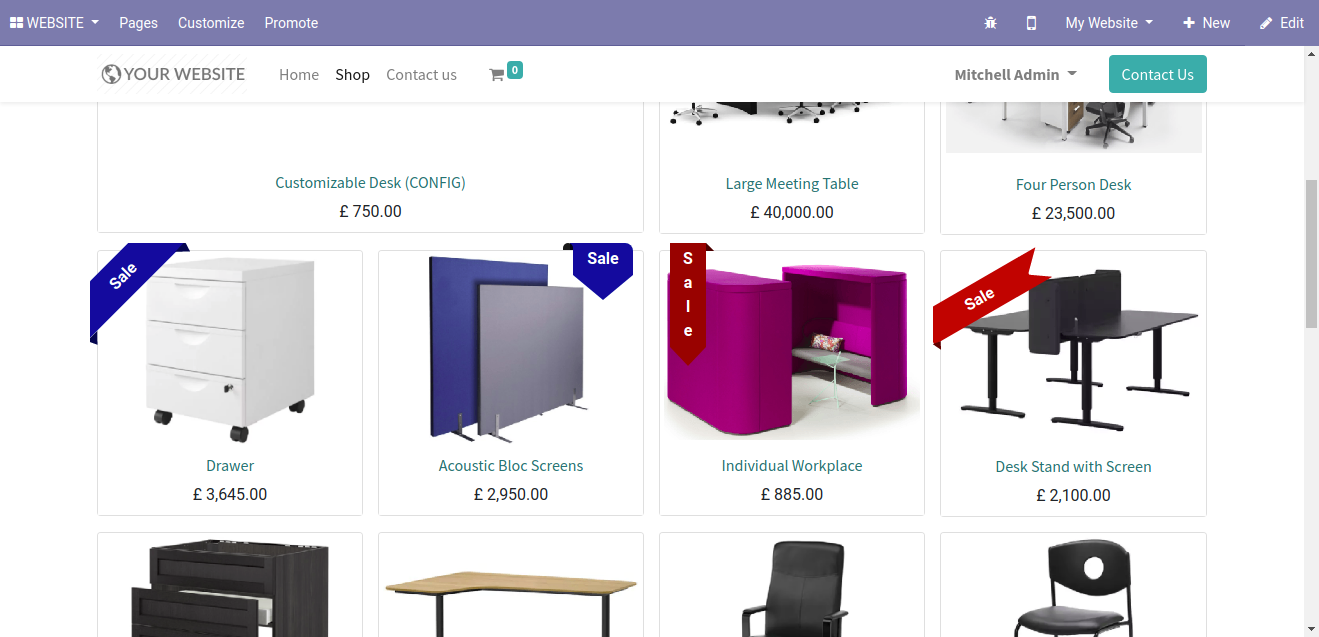 WEBSITE Pages Customize Promote My Website New Edit
YOUR WEBSITE Home Shop Contact us 0 Mitchell Admin Contact Us
Customizable Desk (CONFIG) Large Meeting Table Four Person Desk
£ 750.00 £ 40,000.00 £ 23,500.00
Sale Sale Sale Sale
Drawer Acoustic Bloc Screens Individual Workplace Desk Stand with Screen
£ 3,645.00 £ 2,950.00 £ 885.00 £ 2,100.00